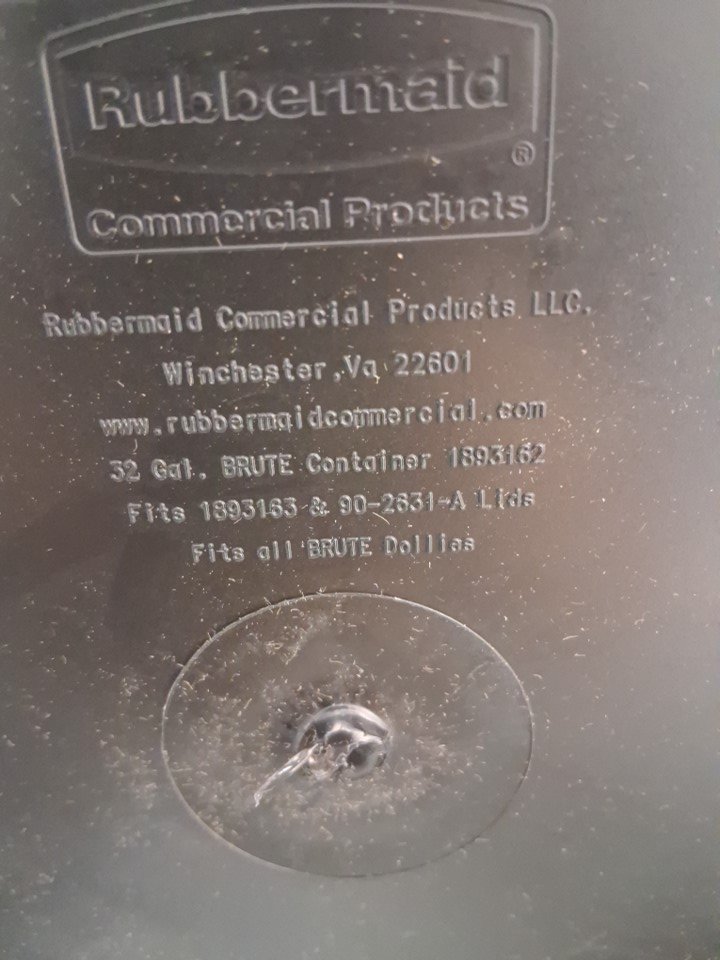 Rubbermaid
®
Commercial Products
Rubbermaid Commercial Products LLC.
Winchester,Va 22601
www.rubbermaidcommercial.com
32 Gal. BRUTE Container 1893162
Fits 1893163 & 90-2631-A Lids
Fits all BRUTE Dollies